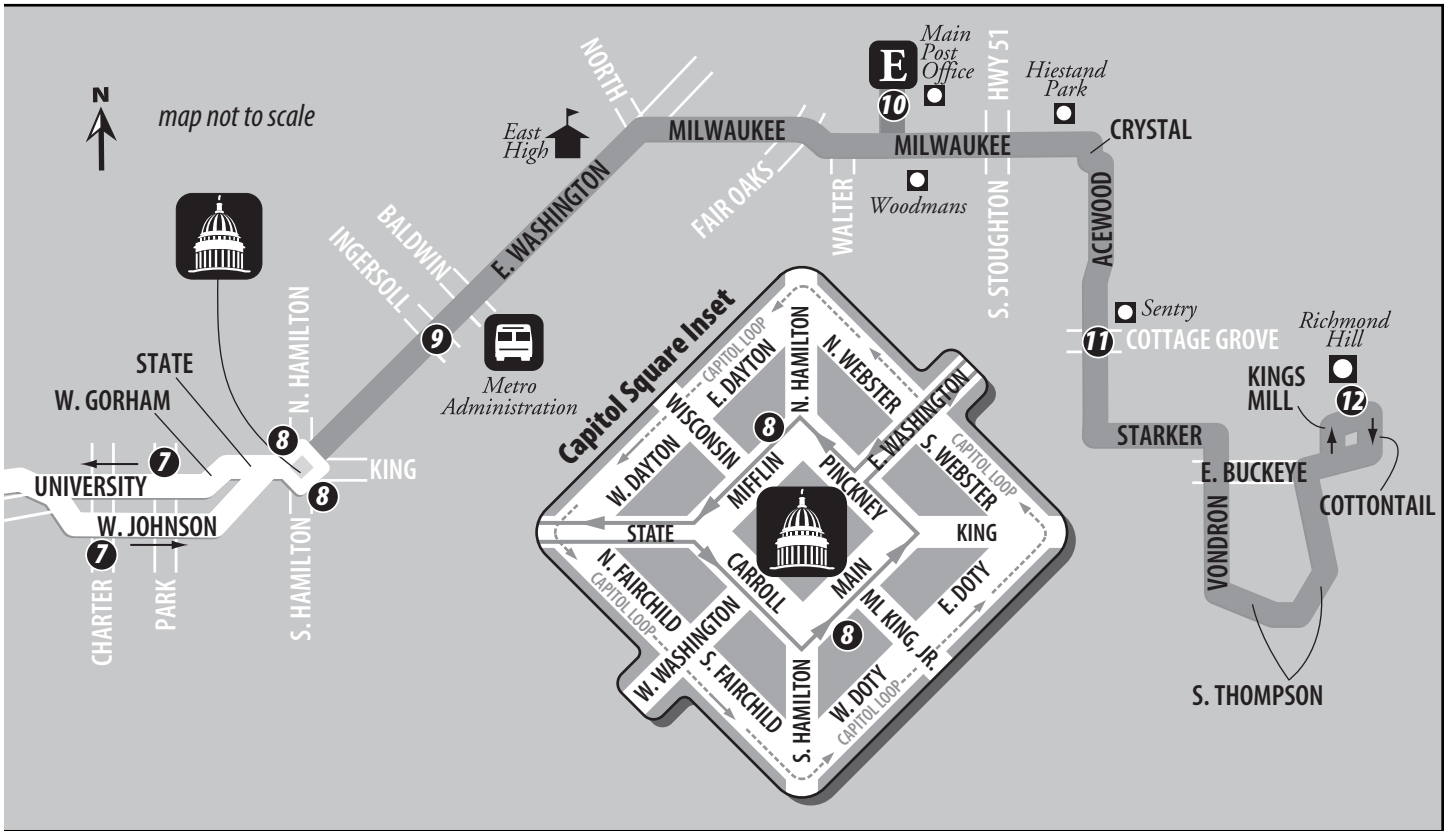 N
map not to scale
NORTH
East
High
E
10
Main
Post
Office
HWY 51
Hiestand
Park
MILWAUKEE
MILWAUKEE
CRYSTAL
FAIR OAKS
WALTER
Woodmans
S. STOUGHTON
ACEWOOD
E. WASHINGTON
BALDWIN
INGERSOLL
9
Metro
Administration
Sentry
11
COTTAGE GROVE
Richmond
Hill
12
KINGS
MILL
STARKER
E. BUCKEYE
COTTONTAIL
VONDRON
S. THOMPSON
STATE
W. GORHAM
N. HAMILTON
8
8
KING
7
UNIVERSITY
W. JOHNSON
7
CHARTER
PARK
S. HAMILTON
Capitol Square Inset
CAPITOL LOOP
E. DAYTON
N. HAMILTON
N. WEBSTER
WISCONSIN
8
E. WASHINGTON
W. DAYTON
MIFFLIN
PINCKNEY
S. WEBSTER
CAPITOL LOOP
STATE
KING
N. FAIRCHILD
CAPITOL LOOP
CARROLL
MAIN
E. DOTY
W. WASHINGTON
8
ML KING, JR.
S. FAIRCHILD
S. HAMILTON
W. DOTY
CAPITOL LOOP